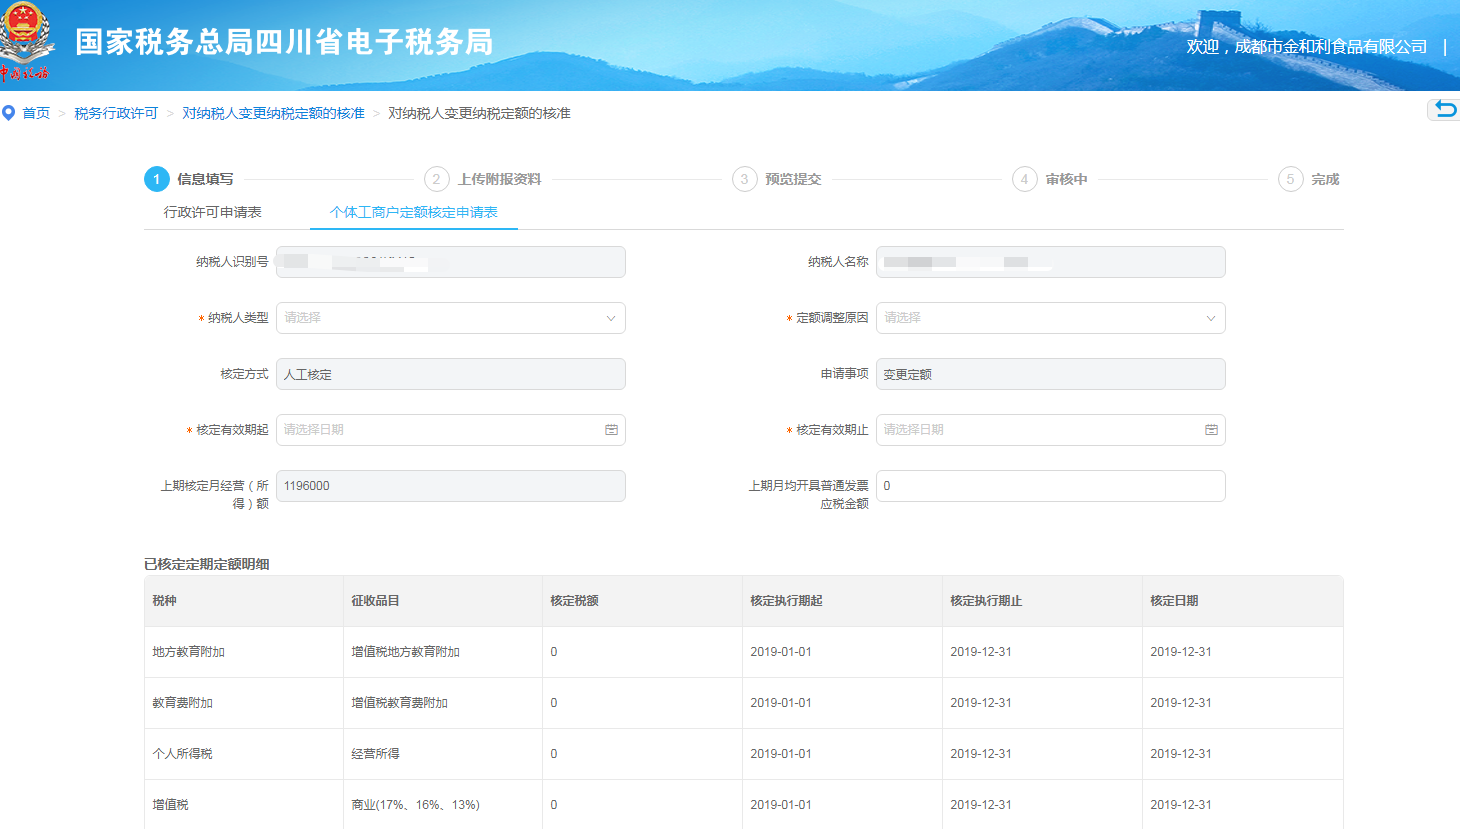 国家税务总局四川省电子税务局
欢迎，成都市金和利食品有限公司 |
中国税务
首页 > 税务行政许可 > 对纳税人变更纳税定额的核准 > 对纳税人变更纳税定额的核准
1 信息填写 2 上传附报资料 3 预览提交 4 审核中 5 完成
行政许可申请表 个体工商户定额核定申请表
纳税人识别号 纳税人名称
* 纳税人类型 请选择 * 定额调整原因 请选择
核定方式 人工核定 申请事项 变更定额
* 核定有效期起 请选择日期 * 核定有效期止 请选择日期
上期核定月经营（所 1196000 上期月均开具普通发票 0
得）额 应税金额
已核定定期定额明细
税种 征收品目 核定税额 核定执行期起 核定执行期止 核定日期
地方教育附加 增值税地方教育附加 0 2019-01-01 2019-12-31 2019-12-31
教育费附加 增值税教育费附加 0 2019-01-01 2019-12-31 2019-12-31
个人所得税 经营所得 0 2019-01-01 2019-12-31 2019-12-31
增值税 商业(17%、16%、13%) 0 2019-01-01 2019-12-31 2019-12-31